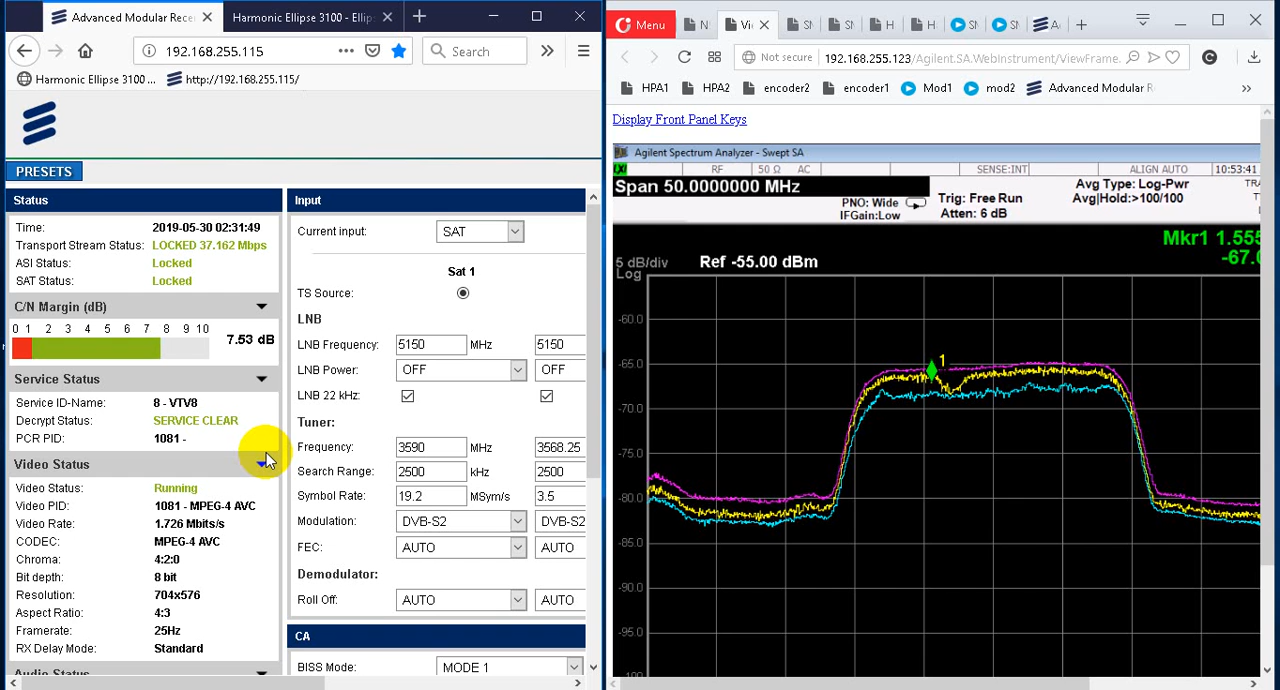 Advanced Modular Rece
Harmonic Ellipse 3100 - Ellips
192.168.255.115
Search
Harmonic Ellipse 3100 ...
http://192.168.255.115/
PRESETS
Status
Time: 2019-05-30 02:31:49
Transport Stream Status: LOCKED 37.162 Mbps
ASI Status: Locked
SAT Status: Locked
C/N Margin (dB)
0 1 2 3 4 5 6 7 8 9 10
7.53 dB
Service Status
Service ID-Name: 8 - VTV8
Decrypt Status: SERVICE CLEAR
PCR PID: 1081 -
Video Status
Video Status: Running
Video PID: 1081 - MPEG-4 AVC
Video Rate: 1.726 Mbits/s
CODEC: MPEG-4 AVC
Chroma: 4:2:0
Bit depth: 8 bit
Resolution: 704x576
Aspect Ratio: 4:3
Framerate: 25Hz
RX Delay Mode: Standard
Audio Status
Input
Current input: SAT
Sat 1
TS Source:
LNB
LNB Frequency: 5150 MHz 5150
LNB Power: OFF OFF
LNB 22 kHz:
Tuner:
Frequency: 3590 MHz 3568.25
Search Range: 2500 kHz 2500
Symbol Rate: 19.2 MSym/s 3.5
Modulation: DVB-S2 DVB-S2
FEC: AUTO AUTO
Demodulator:
Roll Off: AUTO AUTO
CA
BISS Mode: MODE 1
Menu
Not secure 192.168.255.123/Agilent.SA.WebInstrument/ViewFrame.
HPA1 HPA2 encoder2 encoder1 Mod1 mod2 Advanced Modular R
Display Front Panel Keys
Agilent Spectrum Analyzer - Swept SA
RF 50 Ω AC SENSE:INT ALIGN AUTO 10:53:41
Span 50.0000000 MHz
PNO: Wide
IFGain:Low
Trig: Free Run
Atten: 6 dB
Avg Type: Log-Pwr
Avg|Hold:>100/100
TRA
Mkr1 1.555
-67.0
5 dB/div
Log
Ref -55.00 dBm
1
-60.0
-65.0
-70.0
-75.0
-80.0
-85.0
-90.0
-95.0